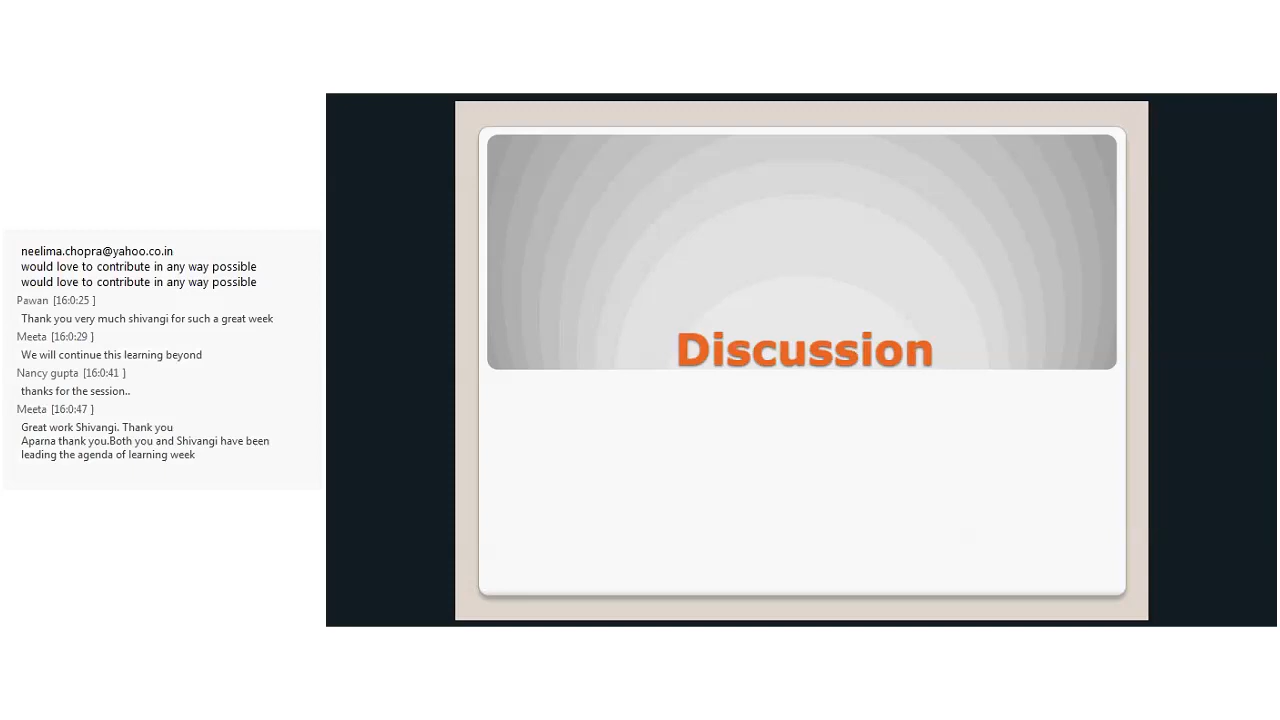 neelima.chopra@yahoo.co.in
would love to contribute in any way possible
would love to contribute in any way possible
Pawan [16:0:25 ]
Thank you very much shivangi for such a great week
Meeta [16:0:29 ]
We will continue this learning beyond
Nancy gupta [16:0:41 ]
thanks for the session..
Meeta [16:0:47 ]
Great work Shivangi. Thank you
Aparna thank you.Both you and Shivangi have been
leading the agenda of learning week
Discussion